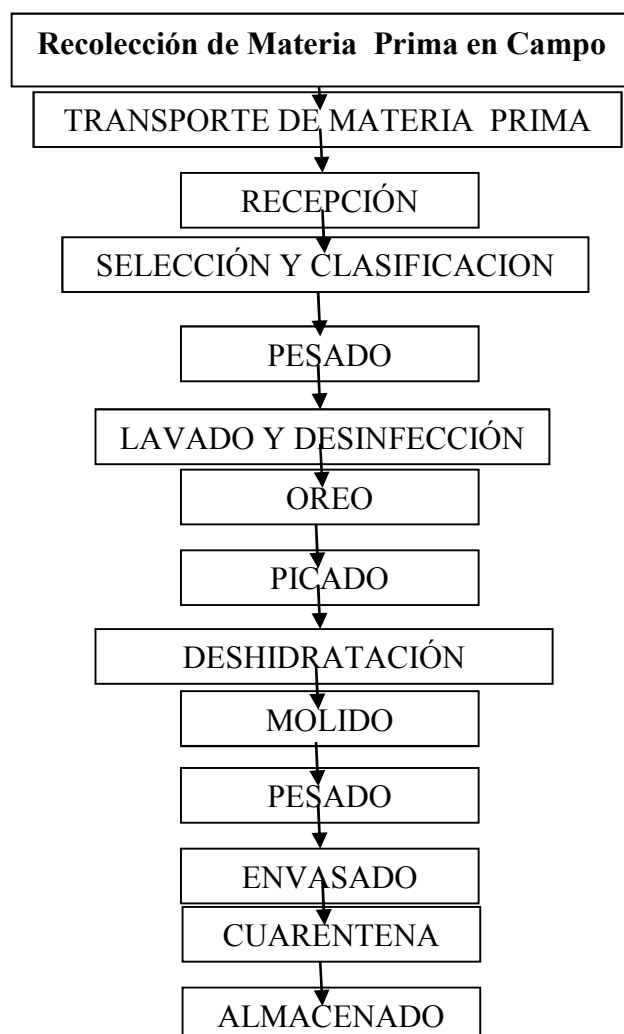 Recolección de Materia Prima en Campo
TRANSPORTE DE MATERIA PRIMA
RECEPCIÓN
SELECCIÓN Y CLASIFICACION
PESADO
LAVADO Y DESINFECCIÓN
OREO
PICADO
DESHIDRATACIÓN
MOLIDO
PESADO
ENVASADO
CUARENTENA
ALMACENADO